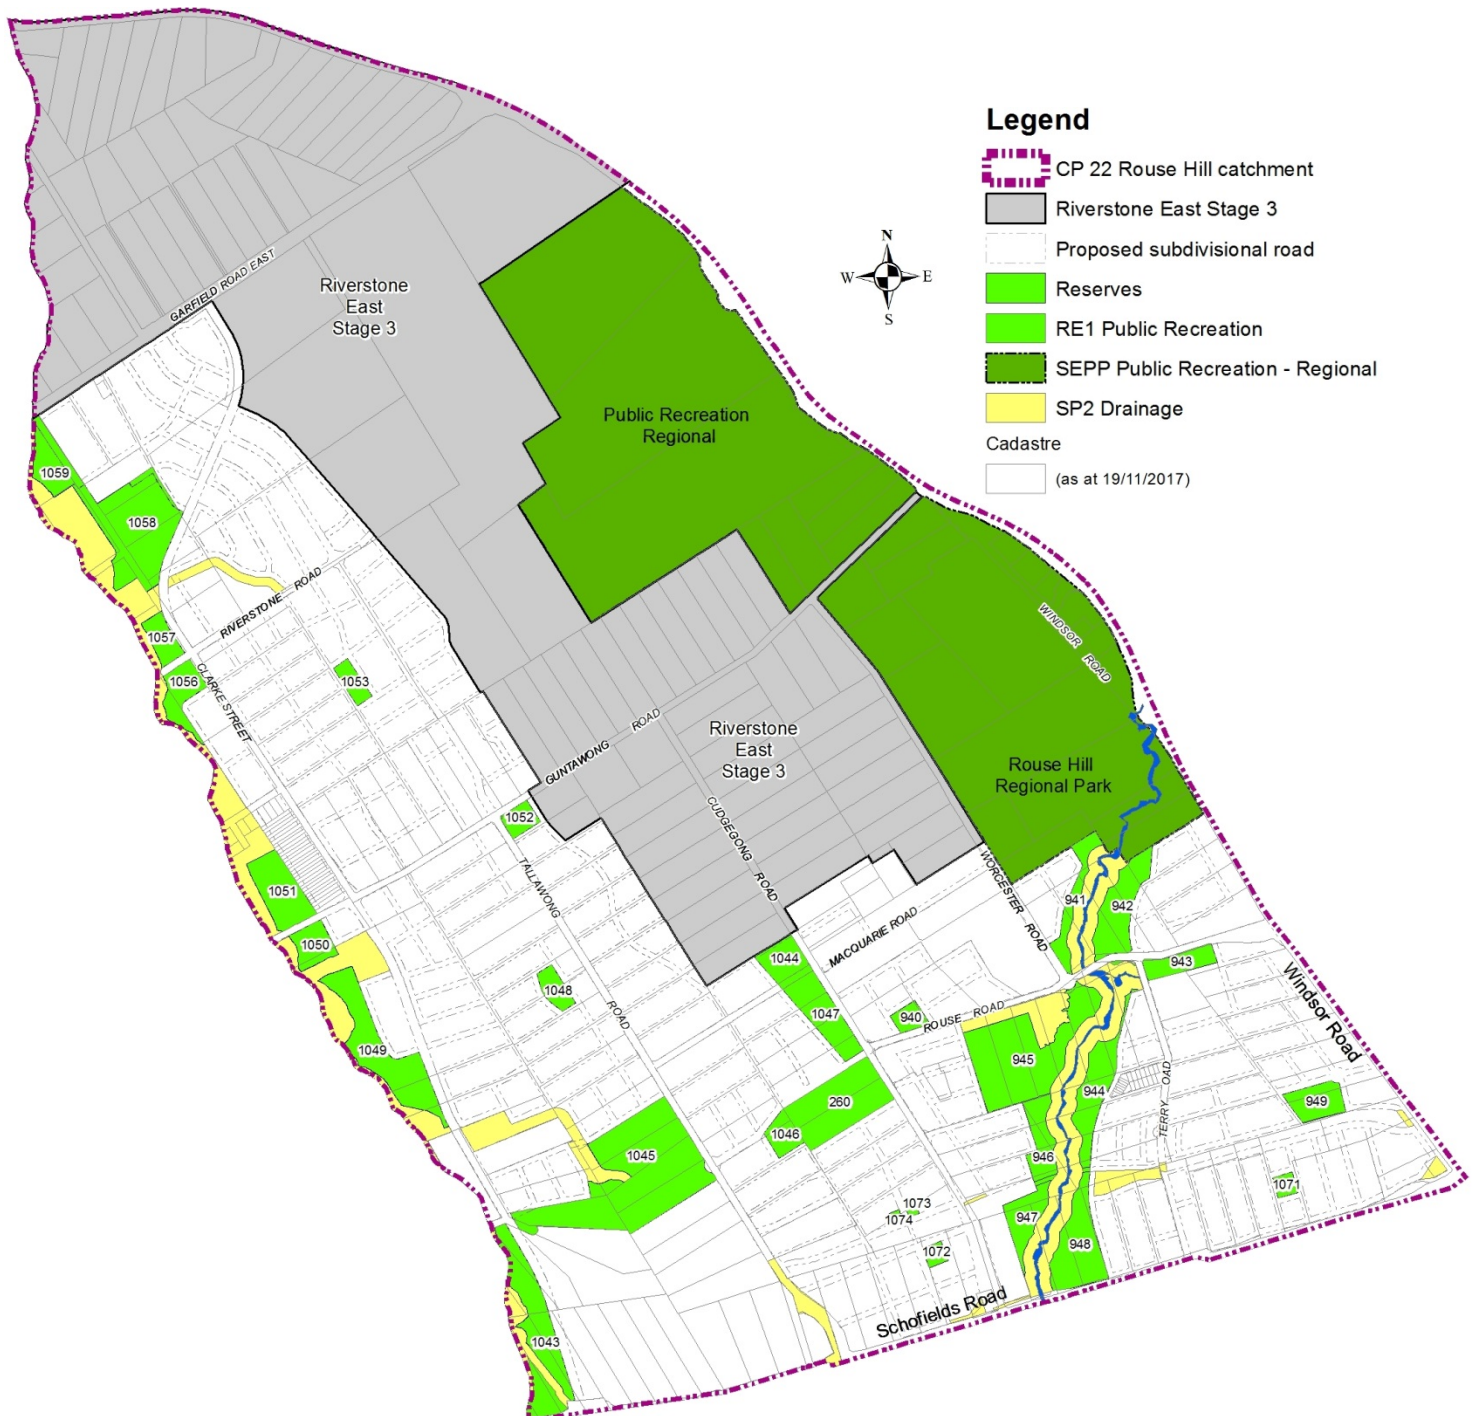 Legend
CP 22 Rouse Hill catchment
Riverstone East Stage 3
Proposed subdivisional road
Reserves
RE1 Public Recreation
SEPP Public Recreation - Regional
SP2 Drainage
Cadastre
(as at 19/11/2017)
N
W
E
S
GARFIELD ROAD EAST
Riverstone
East
Stage 3
Public Recreation
Regional
1059
1058
RIVERSTONE ROAD
1057
1056
CLARKE STREET
1053
WINDSOR ROAD
GUNTAWONG ROAD
Riverstone
East
Stage 3
Rouse Hill
Regional Park
1052
CUDGEGONG ROAD
TALLAWONG ROAD
WORCESTER ROAD
MACQUARIE ROAD
1051
1050
941
942
943
1044
1048
1047
940
ROUSE ROAD
Windsor Road
1049
945
944
TERRY OAD
260
949
1046
1045
946
1071
1073
1074
947
948
1072
Schofields Road
1043